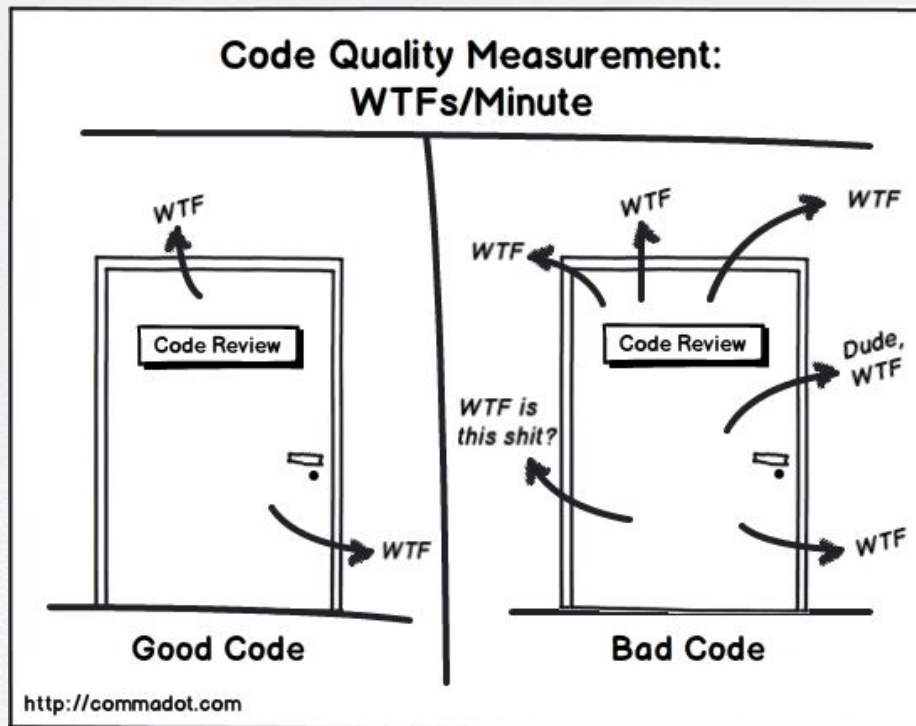 Code Quality Measurement:
WTFs/Minute
WTF
Code Review
WTF
Good Code
WTF
WTF
WTF
Code Review
Dude,
WTF
WTF is
this shit?
WTF
Bad Code
http://commadot.com